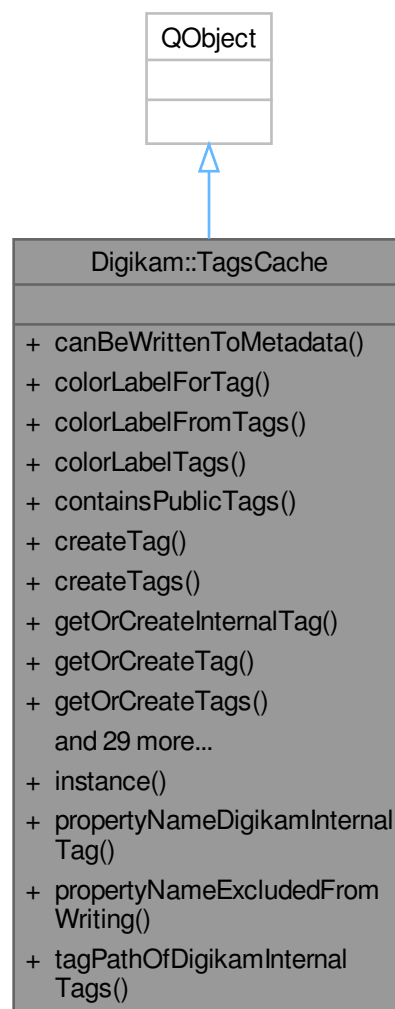 QObject
Digikam::TagsCache
+ canBeWrittenToMetadata()
+ colorLabelForTag()
+ colorLabelFromTags()
+ colorLabelTags()
+ containsPublicTags()
+ createTag()
+ createTags()
+ getOrCreateInternalTag()
+ getOrCreateTag()
+ getOrCreateTags()
and 29 more...
+ instance()
+ propertyNameDigikamInternal
Tag()
+ propertyNameExcludedFrom
Writing()
+ tagPathOfDigikamInternal
Tags()